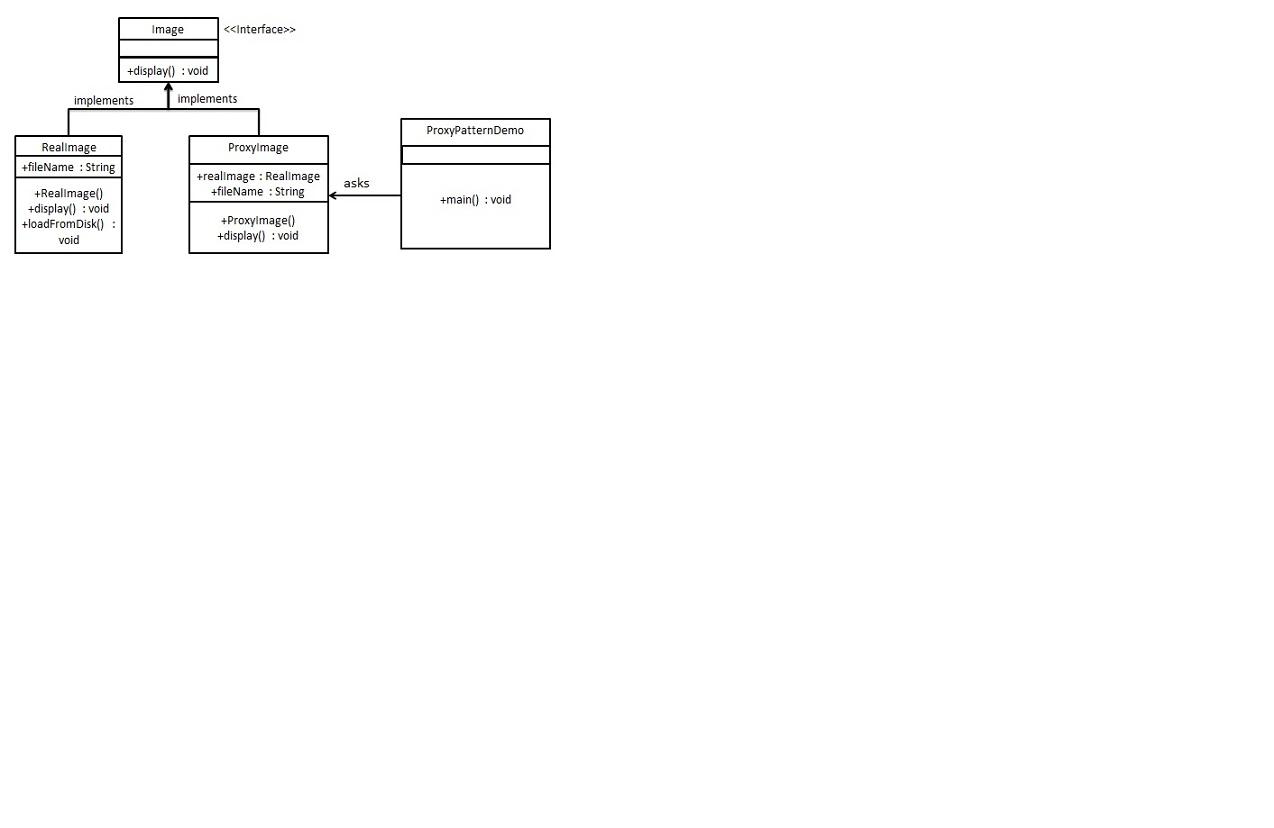 Image
<<Interface>>
+display() : void
implements
implements
RealImage
+fileName : String
+RealImage()
+display() : void
+loadFromDisk() :
void
ProxyImage
+realImage : RealImage
+fileName : String
+ProxyImage()
+display() : void
asks
ProxyPatternDemo
+main() : void